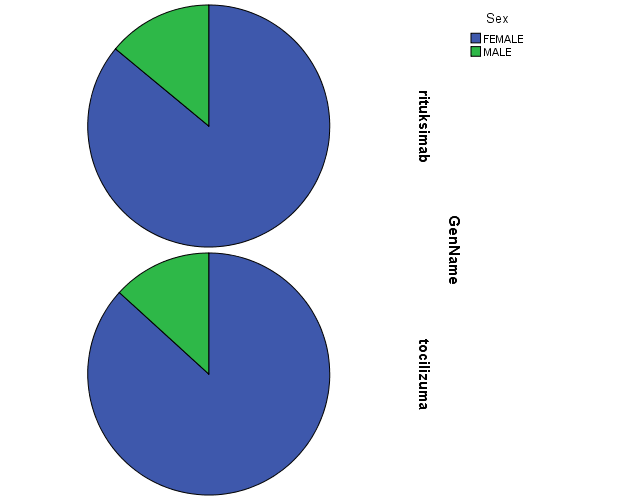 Sex
FEMALE
MALE
rituksimab
GenName
tocilizuma